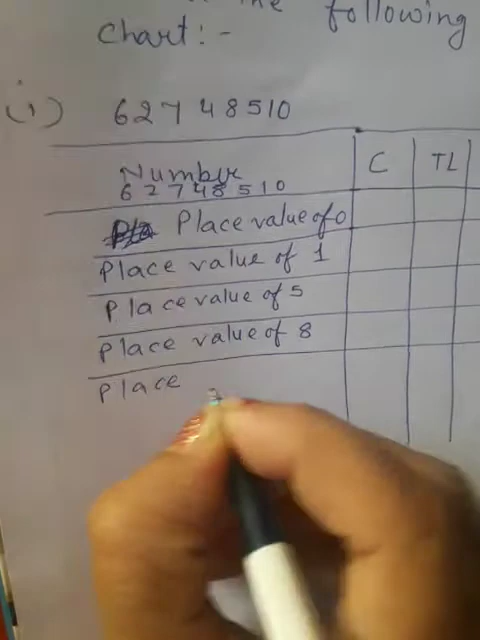 the following
Chart:-
(i) 62748510
Number C TL
62748510
Place value of 0
Place value of 1
Place value of 5
Place value of 8
Place